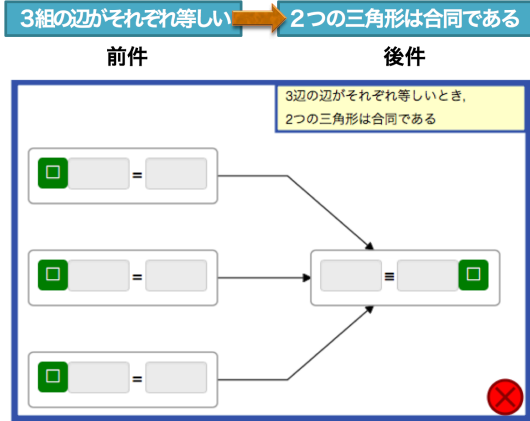 3組の辺がそれぞれ等しい
2つの三角形は合同である
前件
後件
3辺の辺がそれぞれ等しいとき,
2つの三角形は合同である
=
=
≡
=